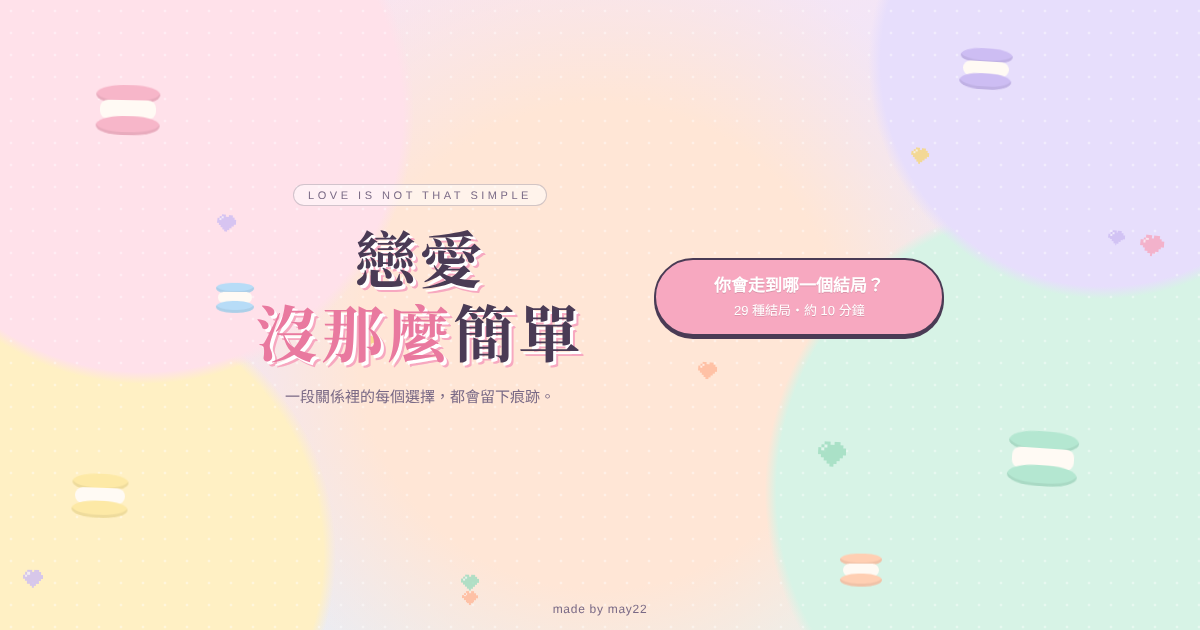 LOVE IS NOT THAT SIMPLE
戀愛
沒那麼簡單
一段關係裡的每個選擇，都會留下痕跡。
你會走到哪一個結局？
29 種結局・約 10 分鐘
made by may22